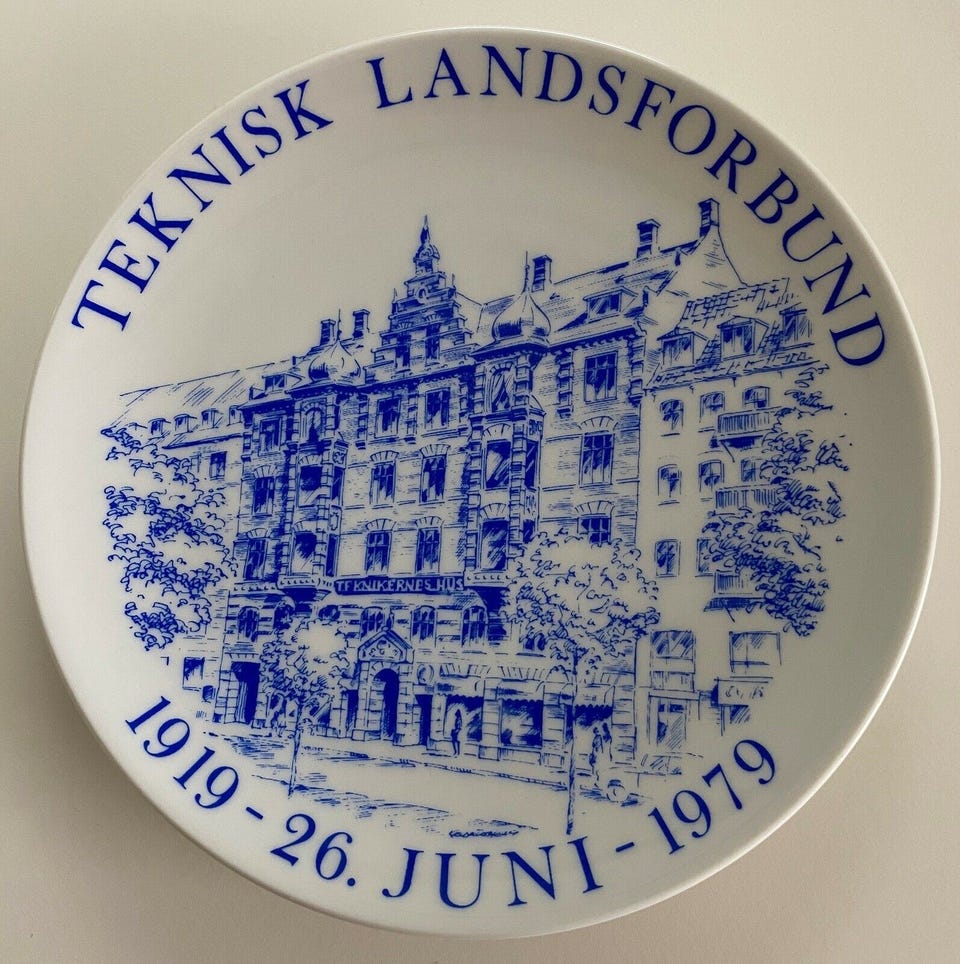 TEKNISK LANDSFORBUND
TEKNIKERNES HUS
1919 - 26. JUNI - 1979